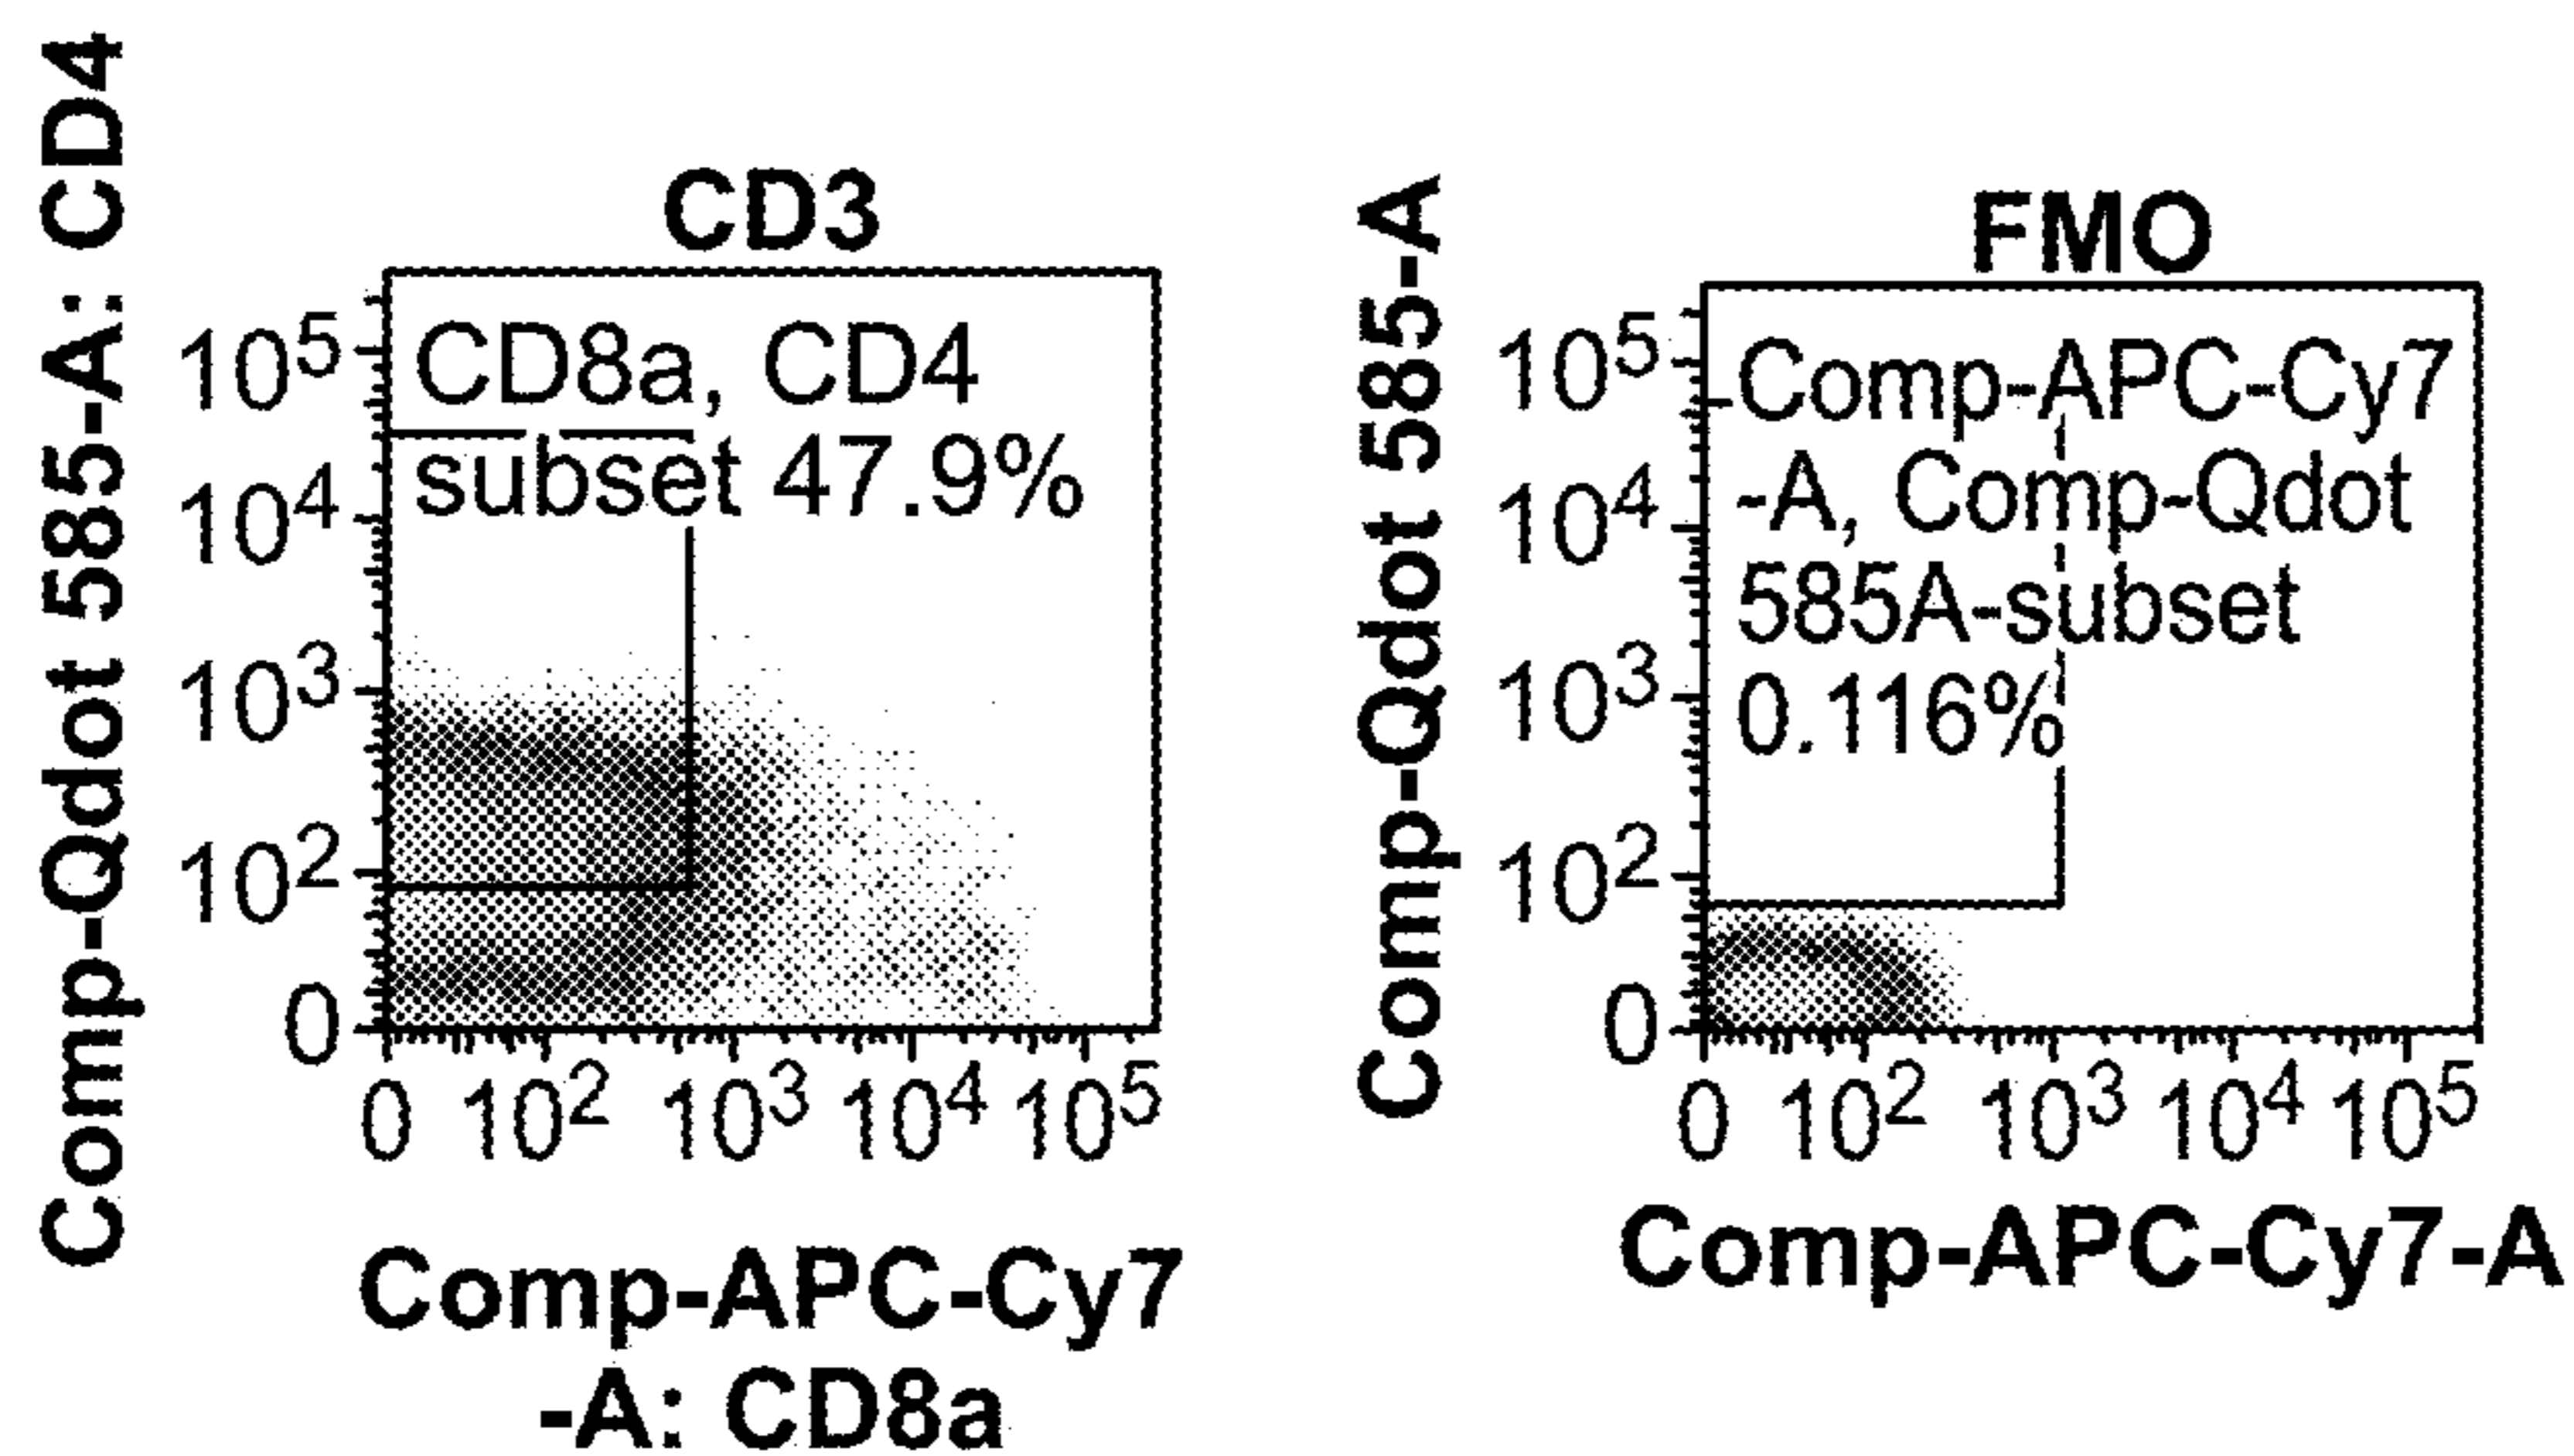 Comp-Qdot 585-A: CD4
CD3
10^5
10^4
10^3
10^2
0
CD8a, CD4
subset 47.9%
0 10^2 10^3 10^4 10^5
Comp-APC-Cy7
-A: CD8a
Comp-Qdot 585-A
FMO
10^5
10^4
10^3
10^2
0
Comp-APC-Cy7
-A, Comp-Qdot
585A-subset
0.116%
0 10^2 10^3 10^4 10^5
Comp-APC-Cy7-A